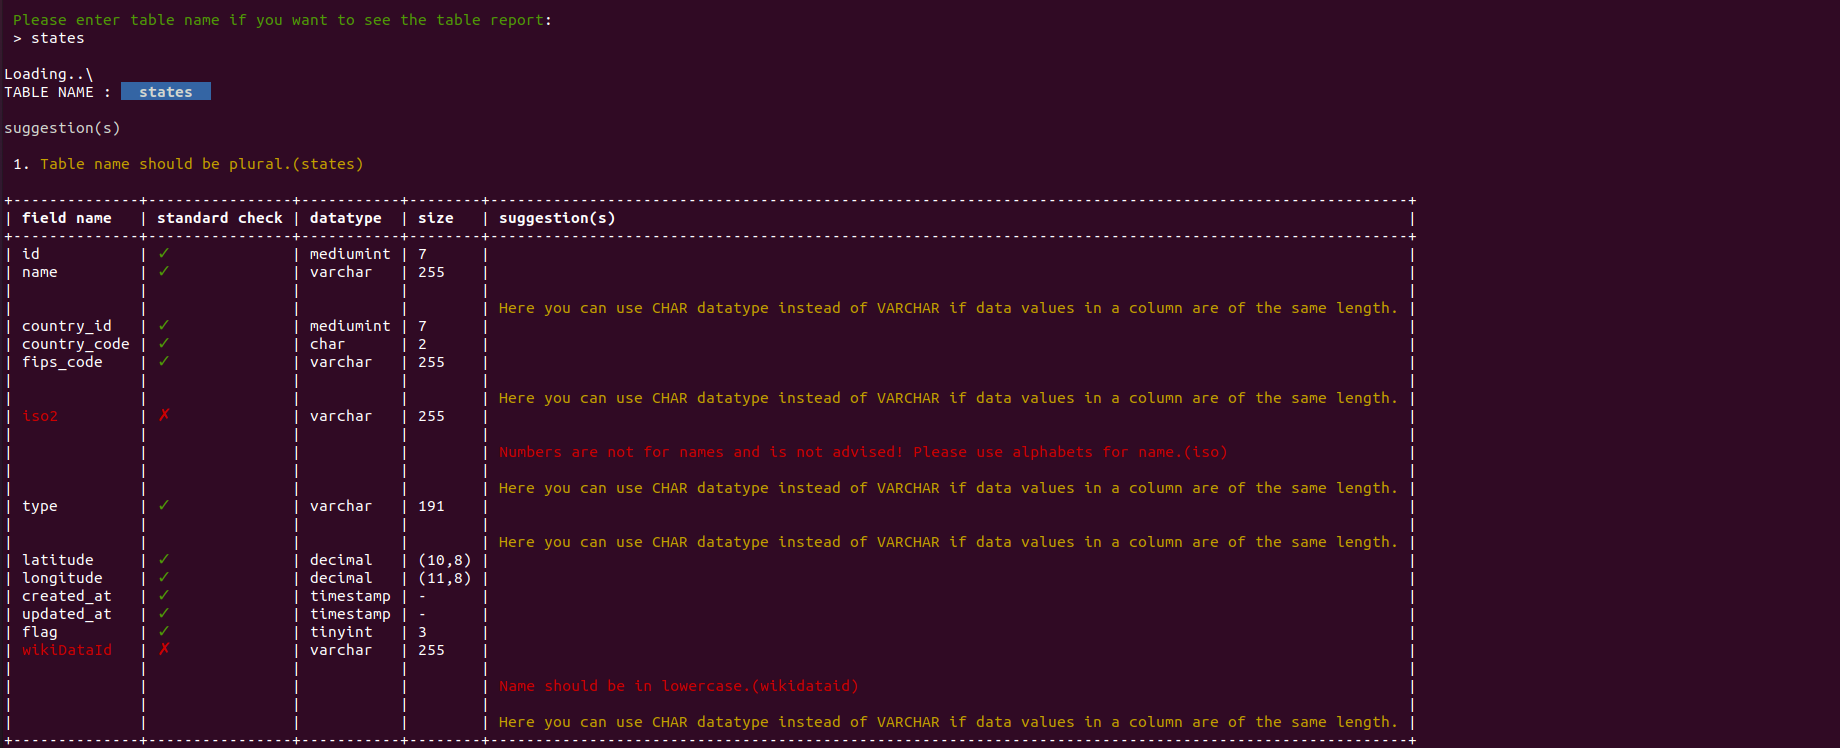 Please enter table name if you want to see the table report:
> states
Loading..\
TABLE NAME : states
suggestion(s)
1. Table name should be plural.(states)
+--------------+----------------+-----------+--------+------------------------------------------------------------------------------------------------------+
| field name | standard check | datatype | size | suggestion(s) |
+--------------+----------------+-----------+--------+------------------------------------------------------------------------------------------------------+
| id | ✓ | mediumint | 7 | |
| name | ✓ | varchar | 255 | |
| | | | | |
| | | | | Here you can use CHAR datatype instead of VARCHAR if data values in a column are of the same length. |
| country_id | ✓ | mediumint | 7 | |
| country_code | ✓ | char | 2 | |
| fips_code | ✓ | varchar | 255 | |
| | | | | |
| | | | | Here you can use CHAR datatype instead of VARCHAR if data values in a column are of the same length. |
| iso2 | ✗ | varchar | 255 | |
| | | | | |
| | | | | Numbers are not for names and is not advised! Please use alphabets for name.(iso) |
| | | | | |
| | | | | Here you can use CHAR datatype instead of VARCHAR if data values in a column are of the same length. |
| type | ✓ | varchar | 191 | |
| | | | | |
| | | | | Here you can use CHAR datatype instead of VARCHAR if data values in a column are of the same length. |
| latitude | ✓ | decimal | (10,8) | |
| longitude | ✓ | decimal | (11,8) | |
| created_at | ✓ | timestamp | - | |
| updated_at | ✓ | timestamp | - | |
| flag | ✓ | tinyint | 3 | |
| wikiDataId | ✗ | varchar | 255 | |
| | | | | |
| | | | | Name should be in lowercase.(wikidataid) |
| | | | | |
| | | | | Here you can use CHAR datatype instead of VARCHAR if data values in a column are of the same length. |
+--------------+----------------+-----------+--------+------------------------------------------------------------------------------------------------------+